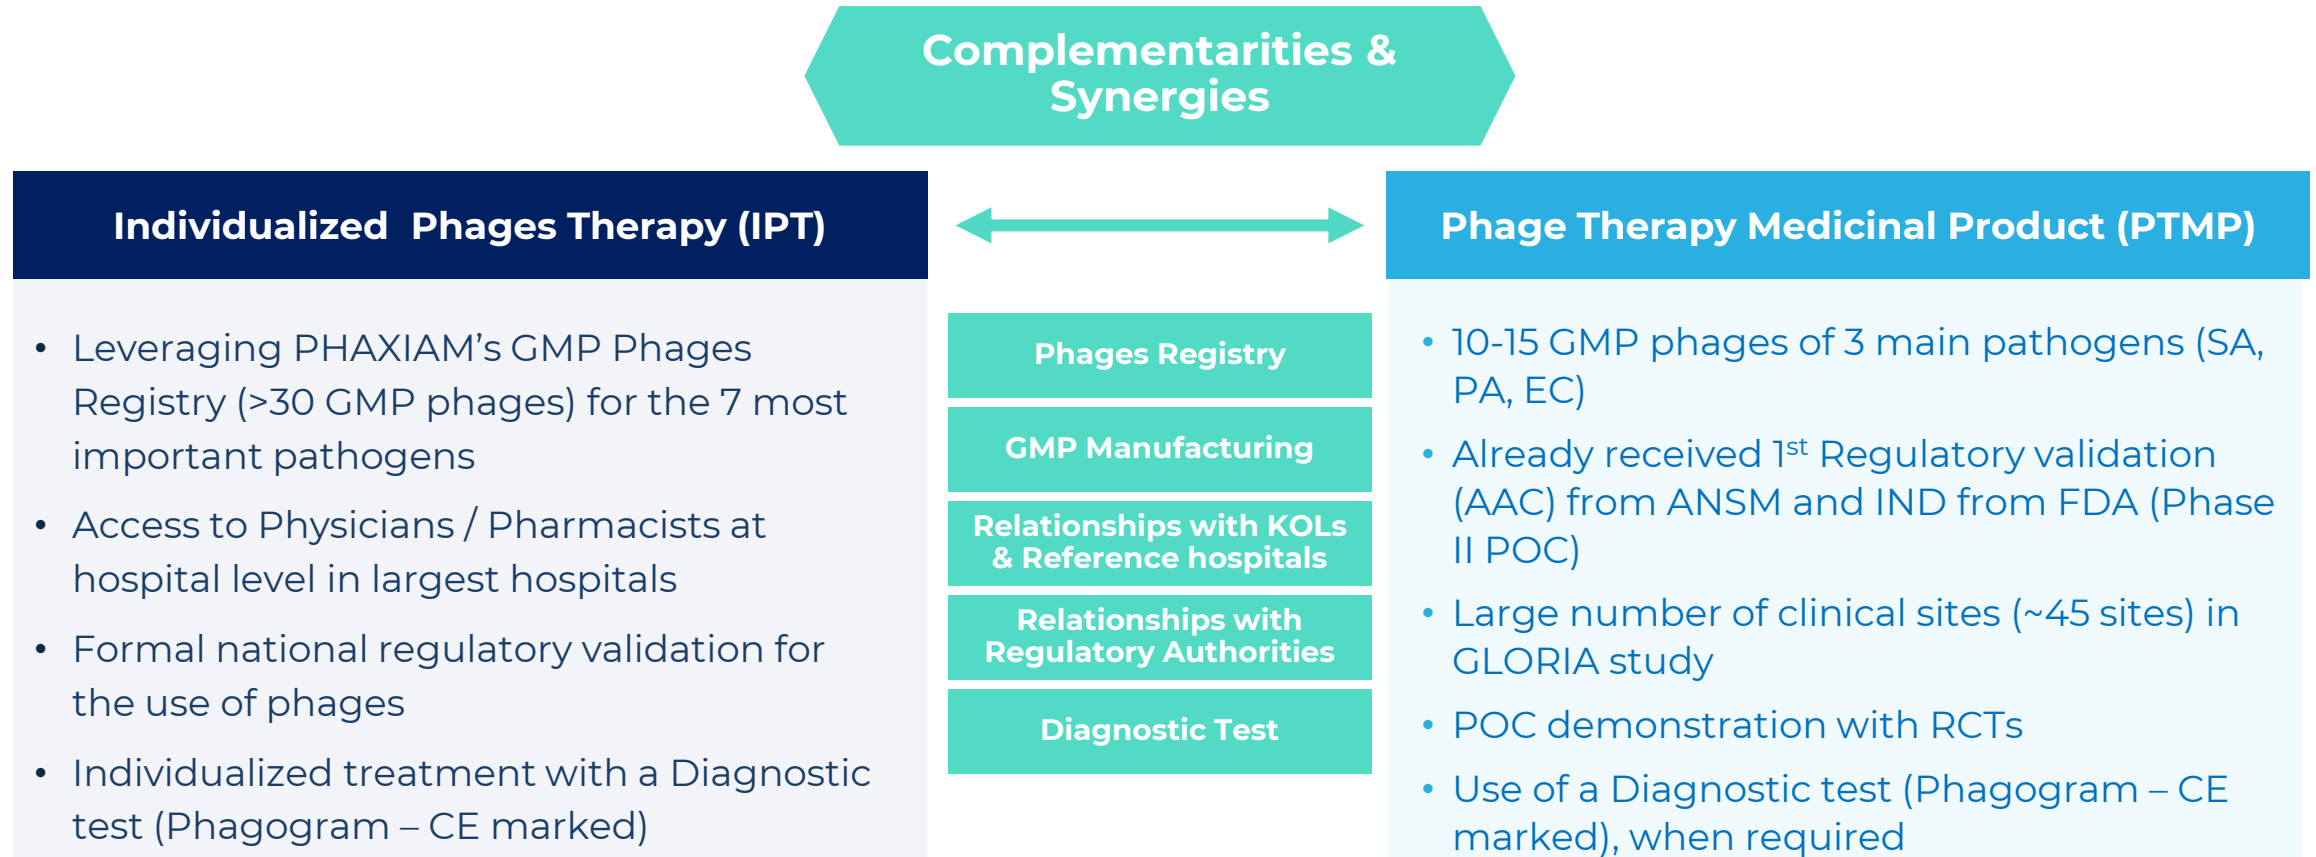 Complementarities &
Synergies
Individualized Phages Therapy (IPT)
• Leveraging PHAXIAM’s GMP Phages
Registry (>30 GMP phages) for the 7 most
important pathogens
• Access to Physicians / Pharmacists at
hospital level in largest hospitals
• Formal national regulatory validation for
the use of phages
• Individualized treatment with a Diagnostic
test (Phagogram – CE marked)
Phages Registry
GMP Manufacturing
Relationships with KOLs
& Reference hospitals
Relationships with
Regulatory Authorities
Diagnostic Test
Phage Therapy Medicinal Product (PTMP)
• 10-15 GMP phages of 3 main pathogens (SA,
PA, EC)
• Already received 1st Regulatory validation
(AAC) from ANSM and IND from FDA (Phase
II POC)
• Large number of clinical sites (~45 sites) in
GLORIA study
• POC demonstration with RCTs
• Use of a Diagnostic test (Phagogram – CE
marked), when required